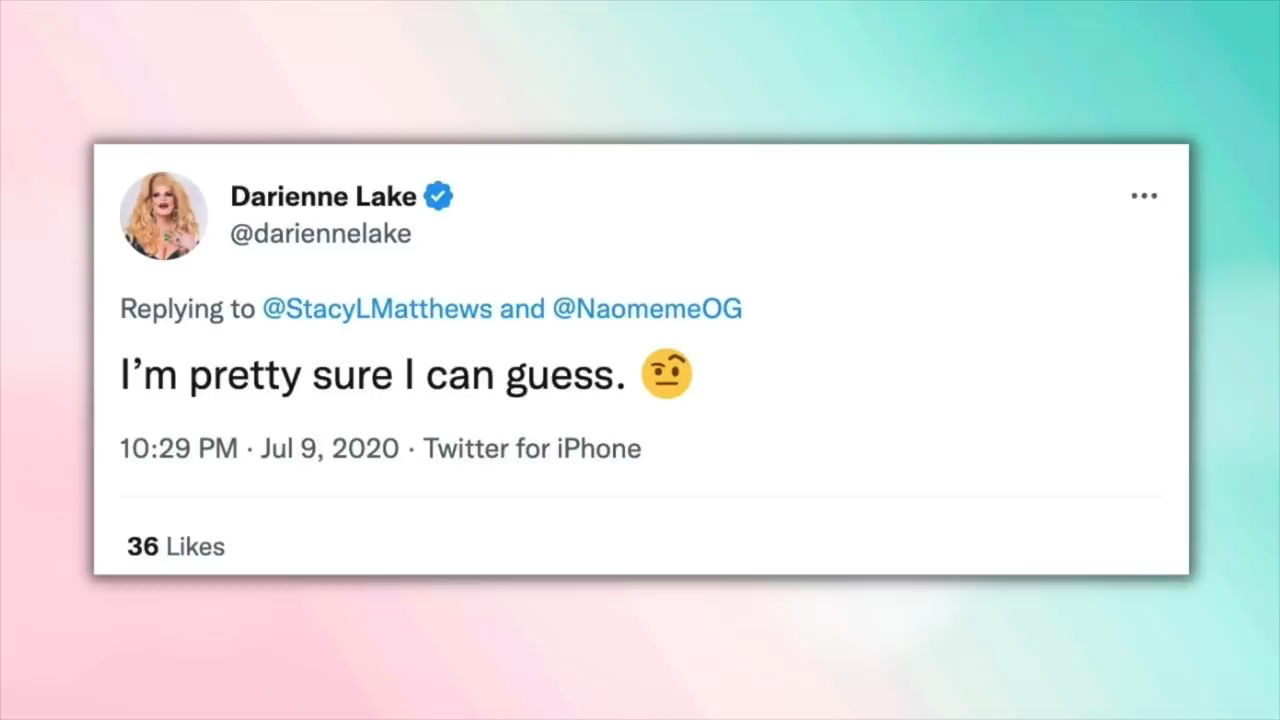 Darienne Lake
@dariennelake
Replying to @StacyLMatthews and @NaomemeOG
I’m pretty sure I can guess. 🤨
10:29 PM · Jul 9, 2020 · Twitter for iPhone
36 Likes